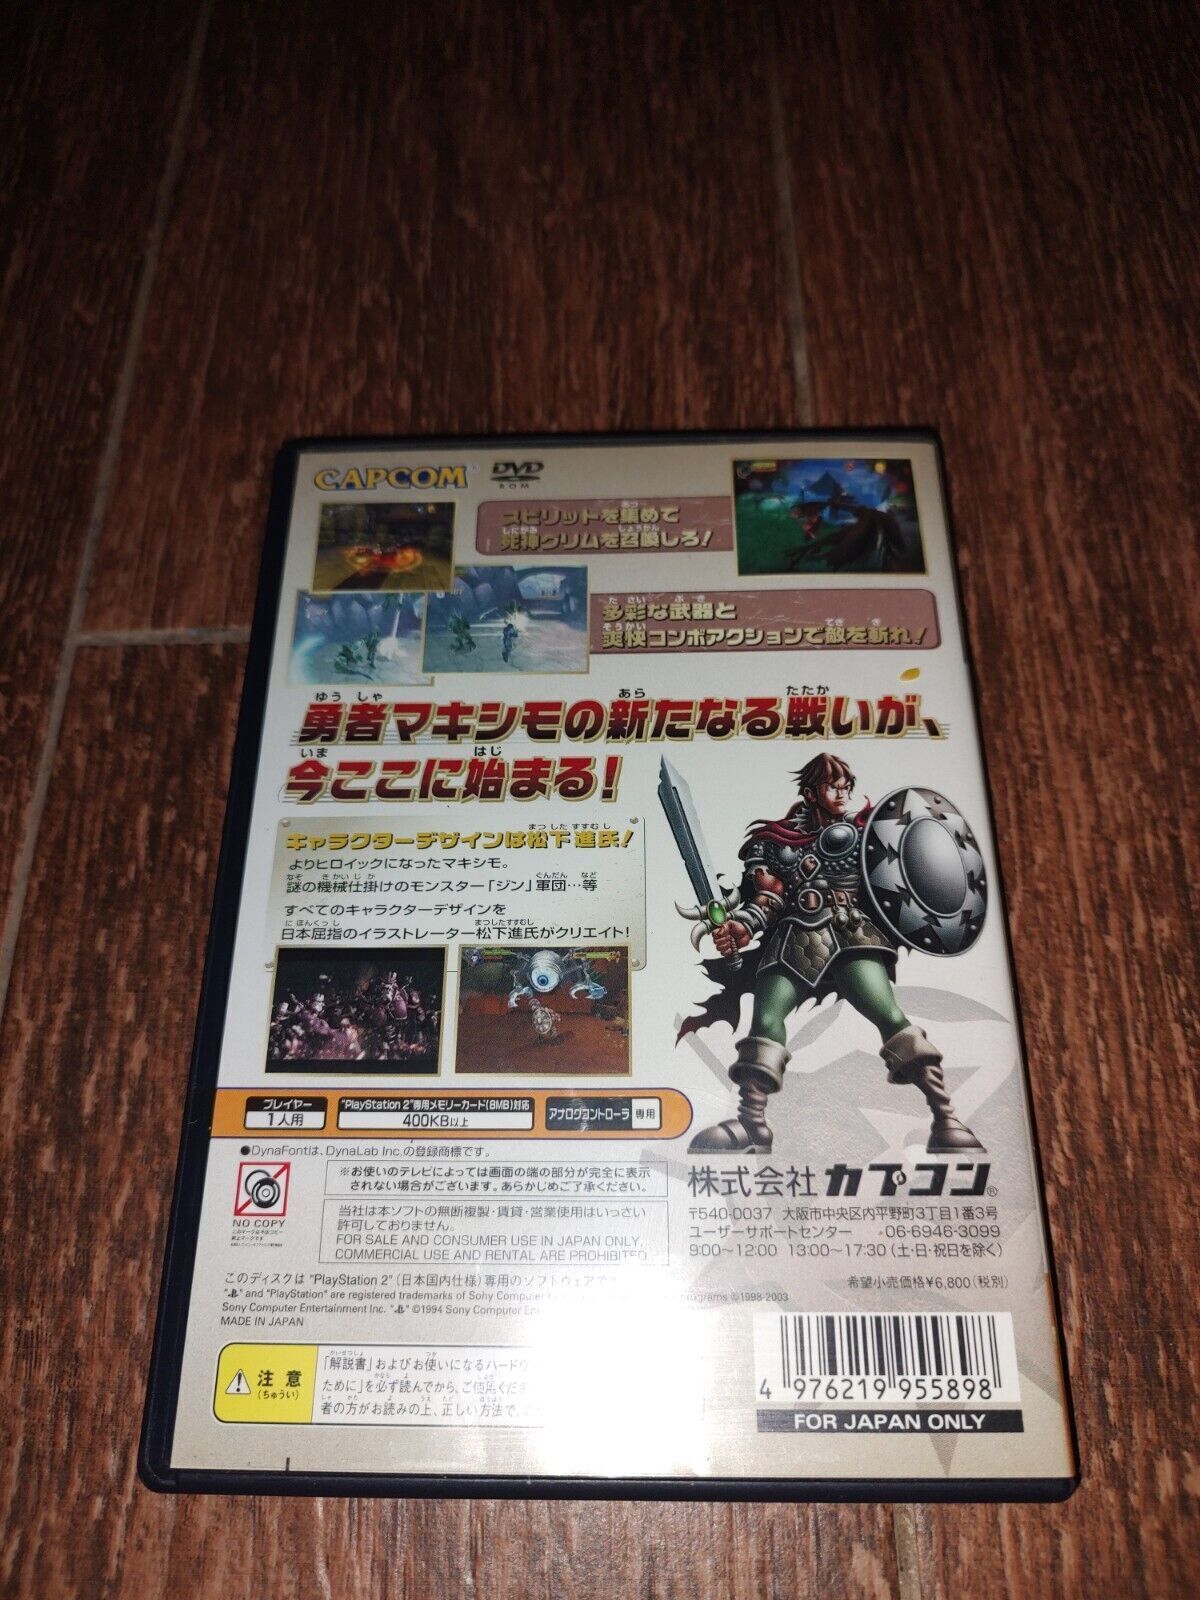 CAPCOM
DVD
ROM
スピリットを集めて
死神グリムを召喚しろ!
多彩な武器と
爽快コンボアクションで敵を斬れ!
勇者マキシモの新たなる戦いが、
今ここに始まる!
キャラクターデザインは松下進氏!
よりヒロイックになったマキシモ。
謎の機械仕掛けのモンスター「ジン」軍団…等
すべてのキャラクターデザインを
日本屈指のイラストレーター松下進氏がクリエイト!
プレイヤー
1人用
"PlayStation 2"専用メモリーカード(8MB)対応
400KB以上
アナログコントローラ 専用
●DynaFontは、DynaLab Inc.の登録商標です。
NO COPY
※お使いのテレビによっては画面の端の部分が完全に表示
されない場合がございます。あらかじめご了承ください。
当社は本ソフトの無断複製・賃貸・営業使用はいっさい
許可しておりません。
FOR SALE AND CONSUMER USE IN JAPAN ONLY.
COMMERCIAL USE AND RENTAL ARE PROHIBITED.
株式会社カプコン®
〒540-0037 大阪市中央区内平野町3丁目1番3号
ユーザーサポートセンター 06-6946-3099
9:00〜12:00 13:00〜17:30(土・日・祝日を除く)
希望小売価格¥6,800(税別)
このディスクは "PlayStation 2"(日本国内仕様)専用のソフトウェアで
" " and "PlayStation" are registered trademarks of Sony Computer
©1998-2003
Sony Computer Entertainment Inc. " " ©1994 Sony Computer
MADE IN JAPAN
注意
(ちゅうい)
「解説書」およびお使いになるハード
ために」を必ず読んでから、ご使用くださ
者の方がお読みの上、正しい方法で、
4 976219 955898
FOR JAPAN ONLY